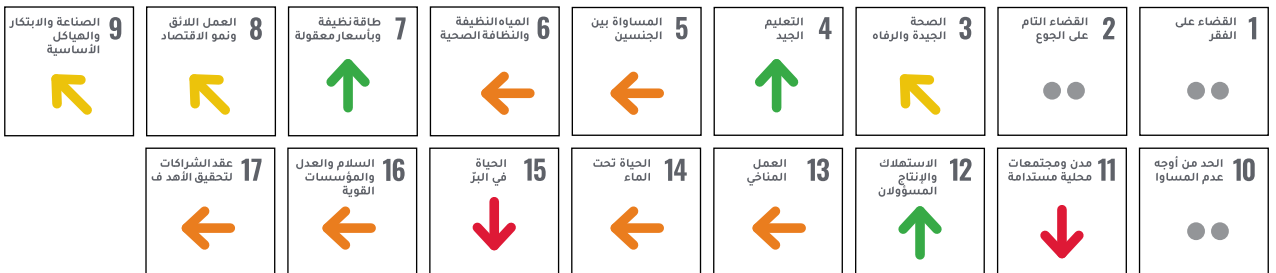 1 القضاء على
الفقر
2 القضاء التام
على الجوع
3 الصحة
الجيدة والرفاه
4 التعليم
الجيد
5 المساواة بين
الجنسين
6 المياه النظيفة
والنظافة الصحية
7 طاقة نظيفة
وبأسعار معقولة
8 العمل اللائق
ونمو الاقتصاد
9 الصناعة والابتكار
والهياكل
الأساسية
10 الحد من أوجه
عدم المساوا
11 مدن ومجتمعات
محلية مستدامة
12 الاستهلاك
والإنتاج
المسؤولان
13 العمل
المناخي
14 الحياة تحت
الماء
15 الحياة
في البرّ
16 السلام والعدل
والمؤسسات
القوية
17 عقد الشراكات
لتحقيق الأهد ف